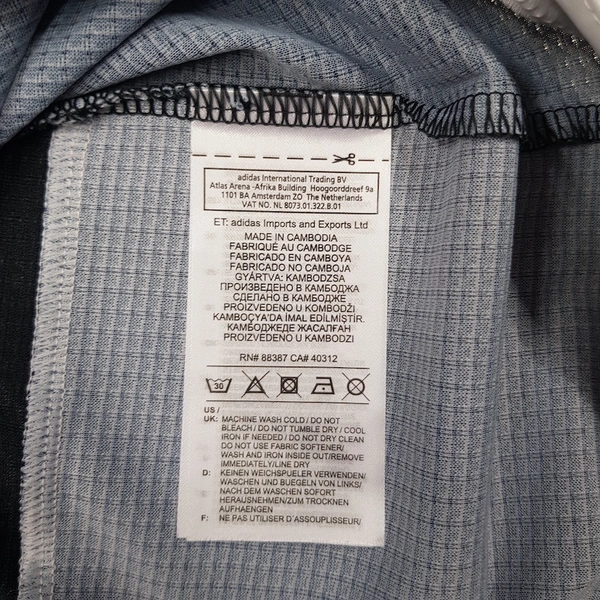 adidas International Trading BV
Atlas Arena -Afrika Building Hoogoorddreef 9a
1101 BA Amsterdam ZO The Netherlands
VAT NO. NL 8073.01.322.B.01
ET: adidas Imports and Exports Ltd
MADE IN CAMBODIA
FABRIQUÉ AU CAMBODGE
FABRICADO EN CAMBOYA
FABRICADO NO CAMBOJA
GYÁRTVA: KAMBODZSA
ПРОИЗВЕДЕНО В КАМБОДЖА
СДЕЛАНО В КАМБОДЖЕ
PROIZVEDENO U KOMBODŽI
KAMBOÇYA'DA IMAL EDİLMİSTİR.
КАМБОДЖЕДЕ ЖАСАЛҒАН
PROIZVEDENO U KAMBODZI
RN# 88387 CA# 40312
30
US /
UK: MACHINE WASH COLD / DO NOT
BLEACH / DO NOT TUMBLE DRY / COOL
IRON IF NEEDED / DO NOT DRY CLEAN
DO NOT USE FABRIC SOFTENER/
WASH AND IRON INSIDE OUT/REMOVE
IMMEDIATELY/LINE DRY
D: KEINEN WEICHSPUELER VERWENDEN/
WASCHEN UND BUEGELN VON LINKS/
NACH DEM WASCHEN SOFORT
HERAUSNEHMEN/ZUM TROCKNEN
AUFHAENGEN
F: NE PAS UTILISER D'ASSOUPLISEUR/